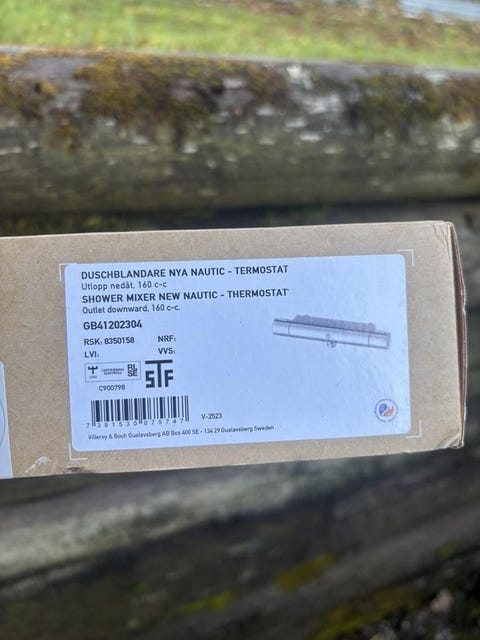 DUSCHBLANDARE NYA NAUTIC - TERMOSTAT
Utlopp nedåt, 160 c-c
SHOWER MIXER NEW NAUTIC - THERMOSTAT
Outlet downward, 160 c-c.
GB41202304
RSK: 8350158 NRF:
LVI: VVS:
STF
C900798
7391530075747
V-2523
Villeroy & Boch Gustavsberg AB Box 400 SE - 134 29 Gustavsberg Sweden